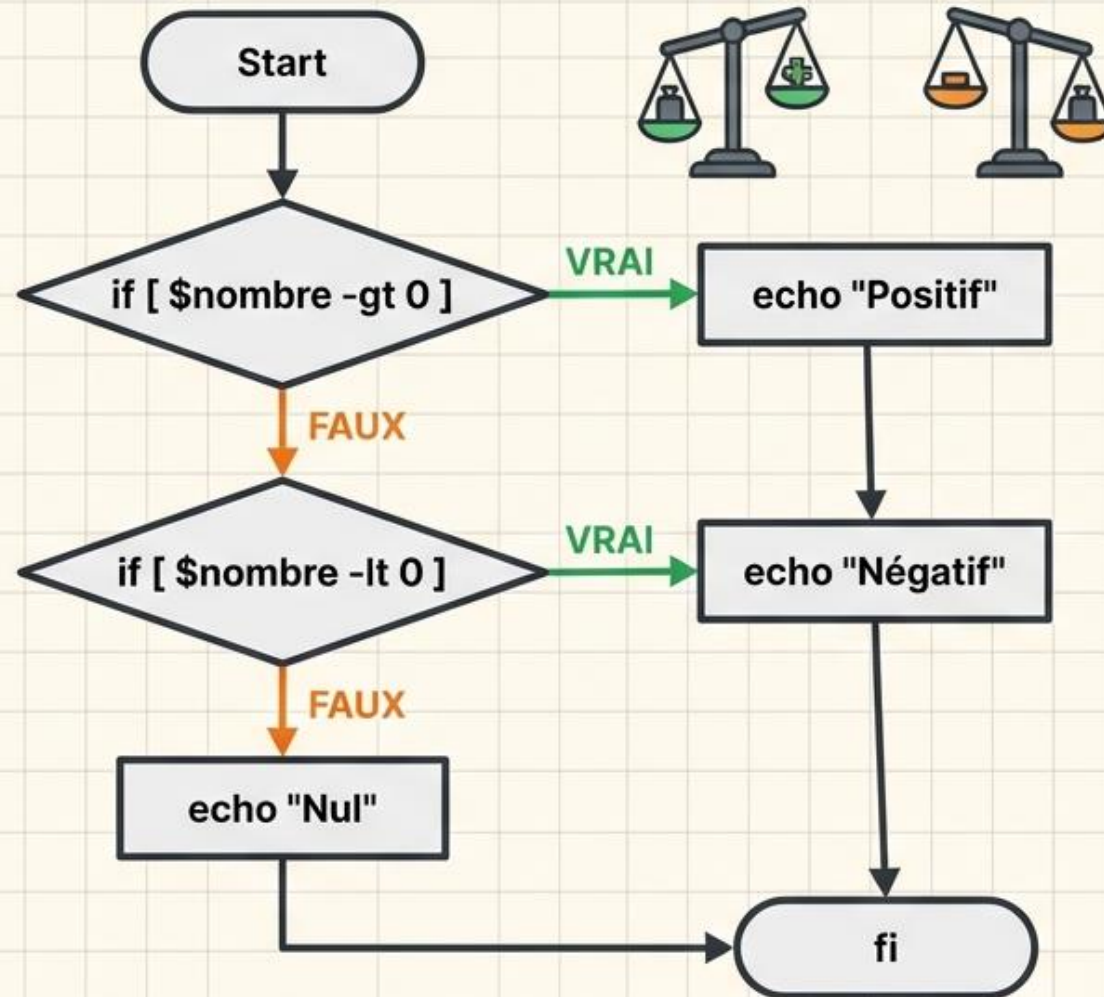 Start
if [ $nombre -gt 0 ]
VRAI
echo "Positif"
FAUX
if [ $nombre -lt 0 ]
VRAI
echo "Négatif"
FAUX
echo "Nul"
fi